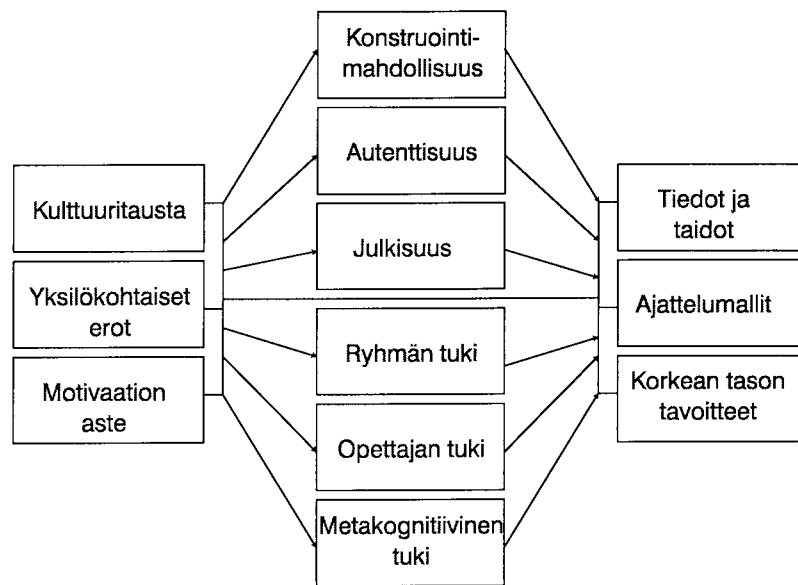 Konstruointi-
mahdollisuus
Autenttisuus
Kulttuuritausta
Tiedot ja
taidot
Julkisuus
Yksilökohtaiset
erot
Ajattelumallit
Ryhmän tuki
Motivaation
aste
Korkean tason
tavoitteet
Opettajan tuki
Metakognitiivinen
tuki